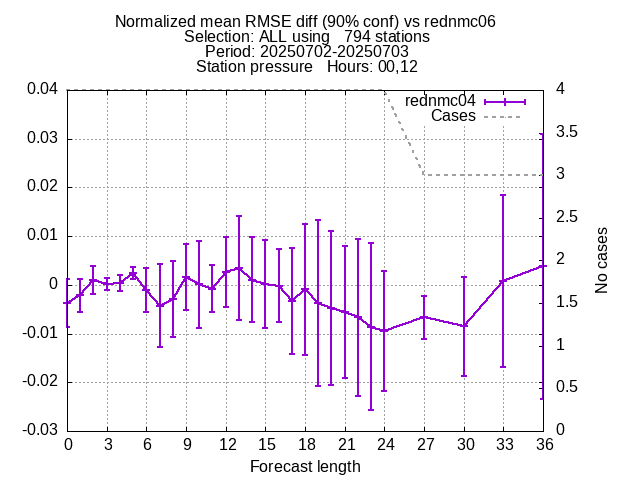 Normalized mean RMSE diff (90% conf) vs rednmc06
Selection: ALL using   794 stations
Period: 20250702-20250703
Station pressure   Hours: 00,12
0.04
0.03
0.02
0.01
0
-0.01
-0.02
-0.03
rednmc04
Cases
4
3.5
3
2.5
2
1.5
1
0.5
0
No cases
0 3 6 9 12 15 18 21 24 27 30 33 36
Forecast length